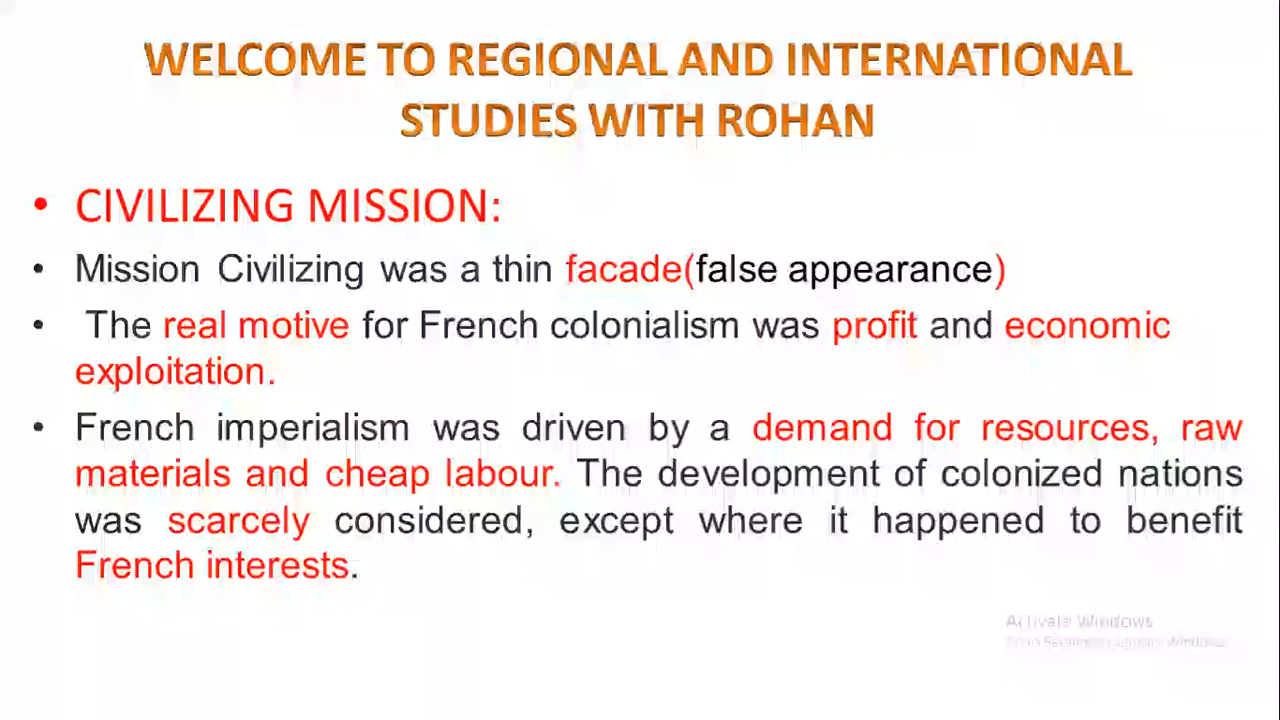 WELCOME TO REGIONAL AND INTERNATIONAL
STUDIES WITH ROHAN
• CIVILIZING MISSION:
• Mission Civilizing was a thin facade(false appearance)
• The real motive for French colonialism was profit and economic
exploitation.
• French imperialism was driven by a demand for resources, raw
materials and cheap labour. The development of colonized nations
was scarcely considered, except where it happened to benefit
French interests.
Activate Windows